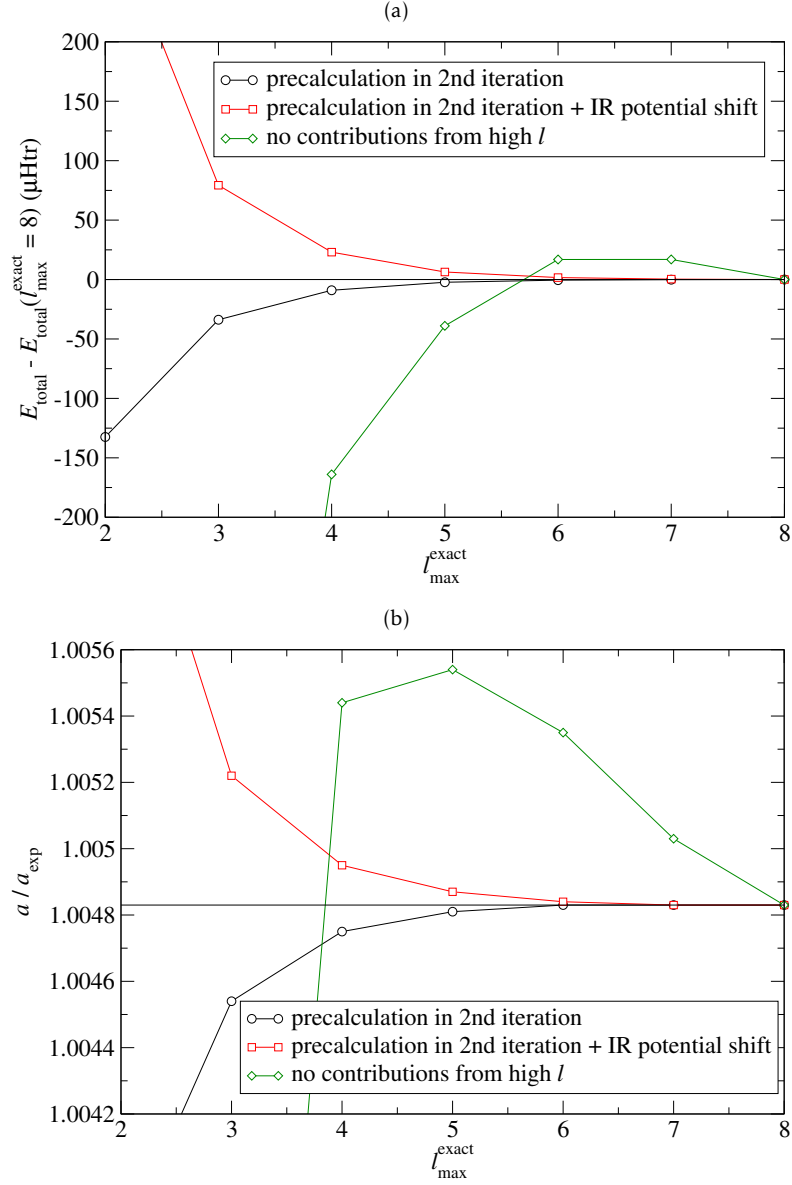 (a)
200
150
100
50
0
-50
-100
-150
-200
E_total - E_total(l_max^exact = 8) (μHtr)
precalculation in 2nd iteration
precalculation in 2nd iteration + IR potential shift
no contributions from high l
2 3 4 5 6 7 8
l_max^exact
(b)
1.0056
1.0054
1.0052
1.005
1.0048
1.0046
1.0044
1.0042
a / a_exp
precalculation in 2nd iteration
precalculation in 2nd iteration + IR potential shift
no contributions from high l
2 3 4 5 6 7 8
l_max^exact